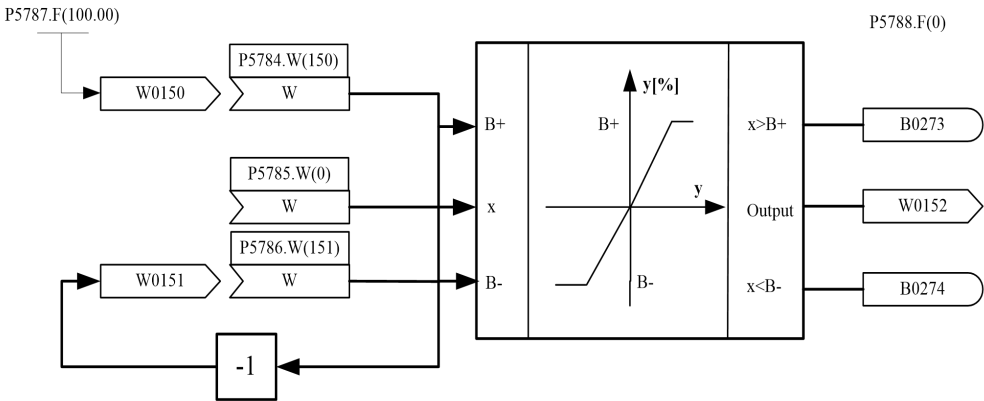 P5787.F(100.00)
P5788.F(0)
P5784.W(150)
W0150
W
y[%]
B+
B+
x>B+
B0273
P5785.W(0)
W
x
y
Output
W0152
P5786.W(151)
W0151
W
B-
B-
x<B-
B0274
-1